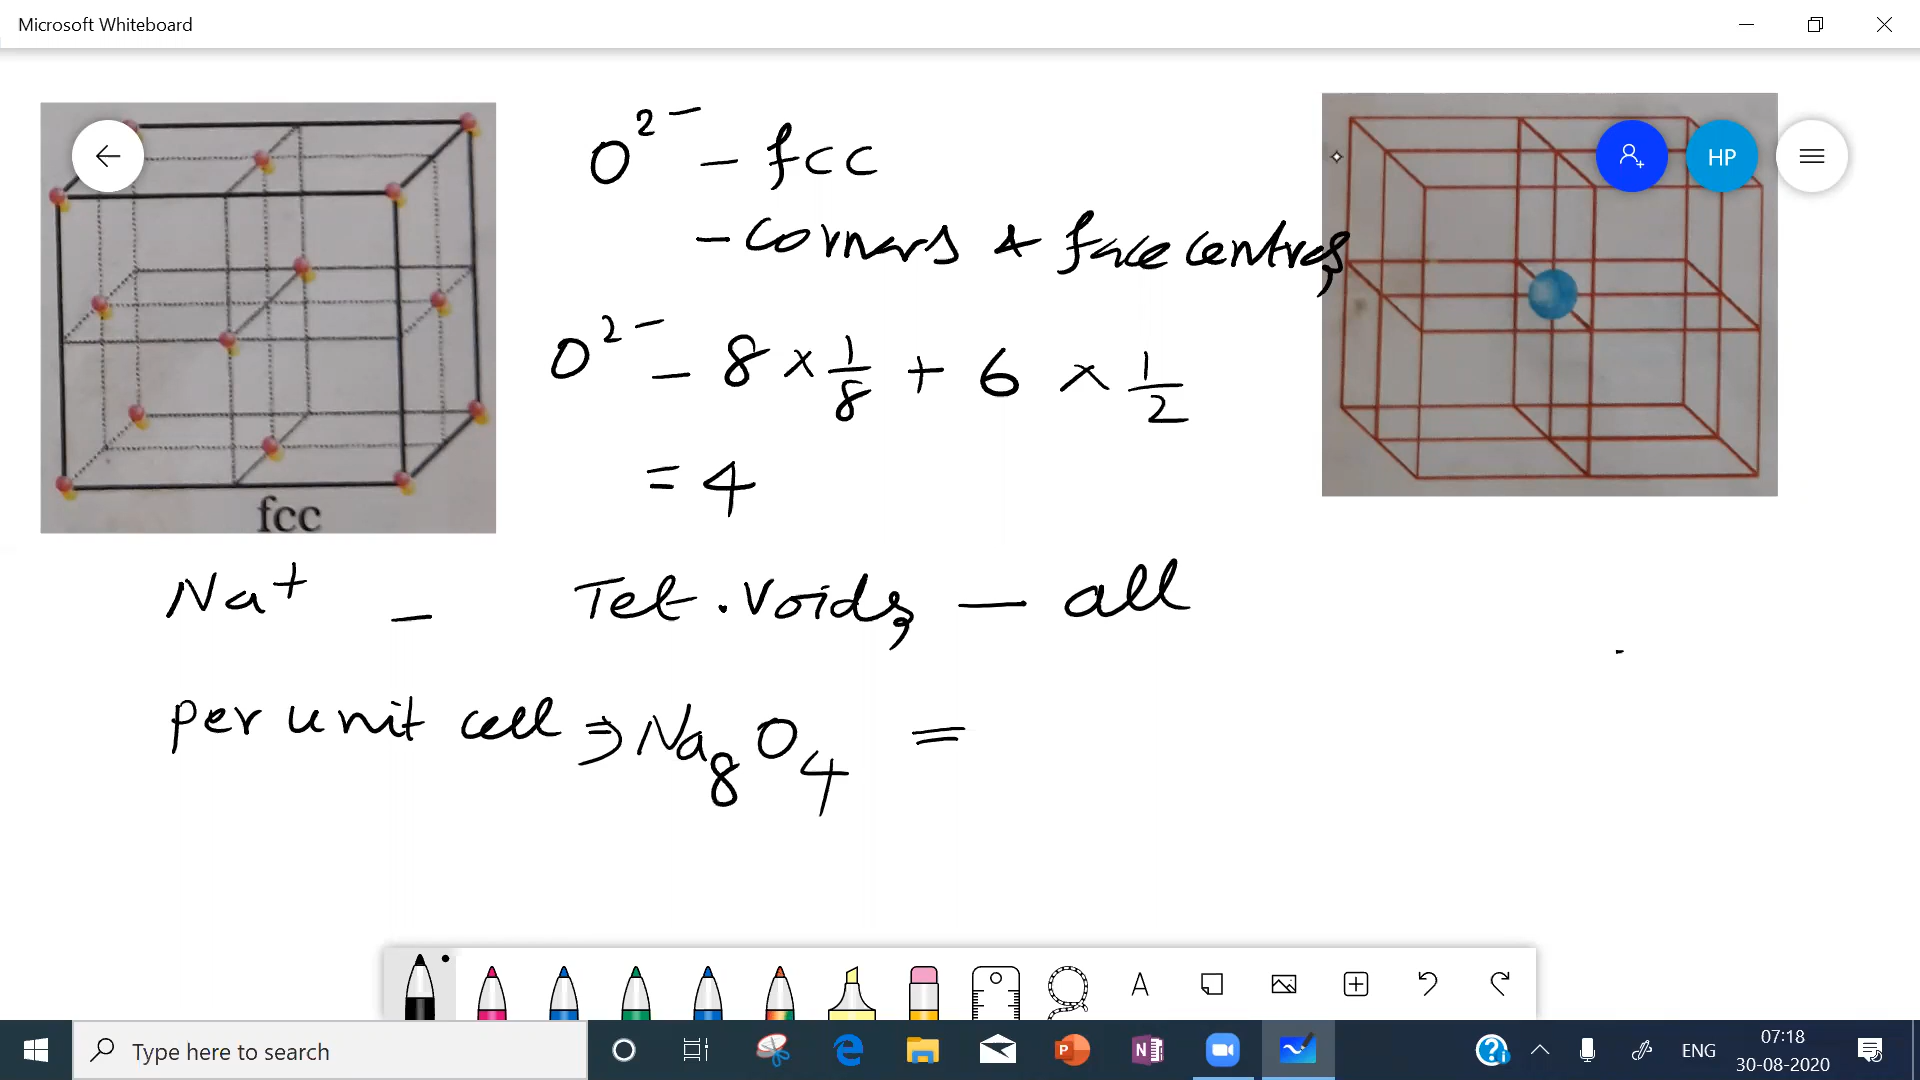 Microsoft Whiteboard
HP
O²⁻ – fcc
– corners & face centres
O²⁻ – 8 × 1/8 + 6 × 1/2
= 4
fcc
Na⁺ – Tet. Voids – all
per unit cell ⇒ Na₈O₄ =
A
Type here to search
ENG
07:18
30-08-2020